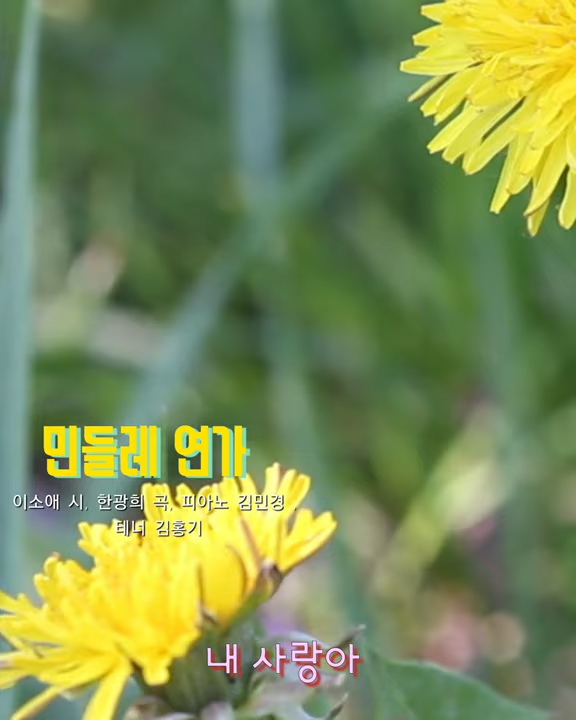 민들레 연가
이소애 시, 한광희 곡, 피아노 김민경 ,
테너 김홍기
내 사랑아